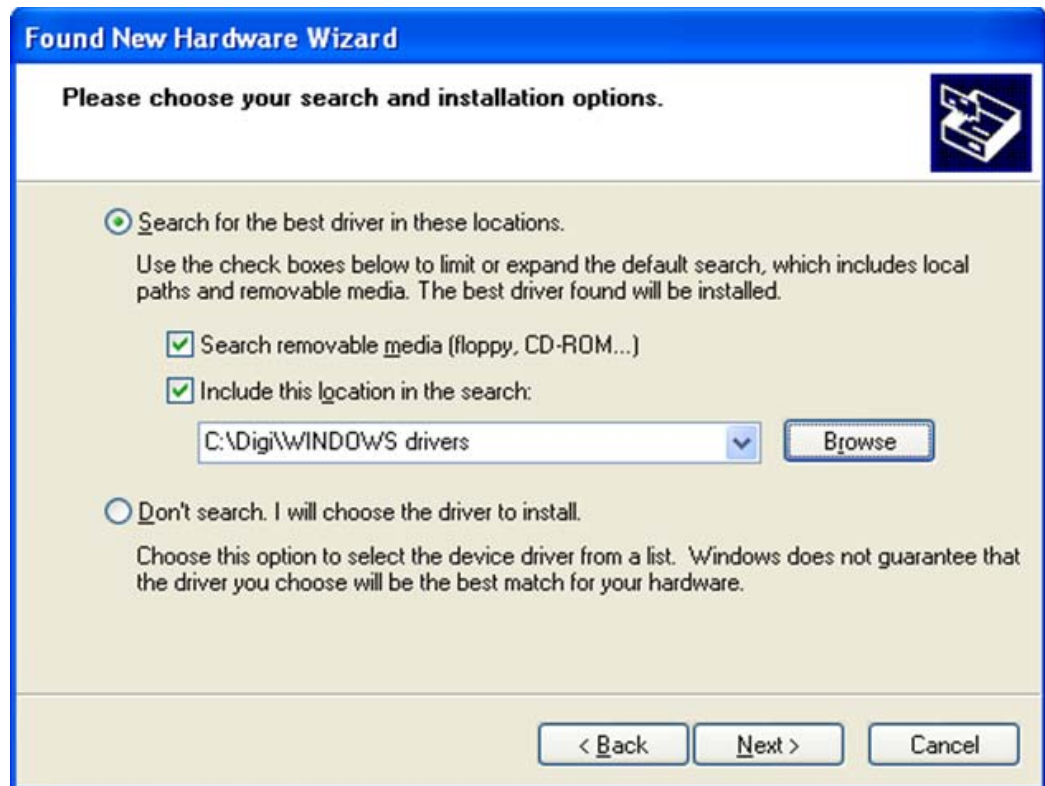 Found New Hardware Wizard
Please choose your search and installation options.
Search for the best driver in these locations.
Use the check boxes below to limit or expand the default search, which includes local
paths and removable media. The best driver found will be installed.
Search removable media (floppy, CD-ROM...)
Include this location in the search:
C:\Digi\WINDOWS drivers
Browse
Don't search. I will choose the driver to install.
Choose this option to select the device driver from a list. Windows does not guarantee that
the driver you choose will be the best match for your hardware.
< Back
Next >
Cancel